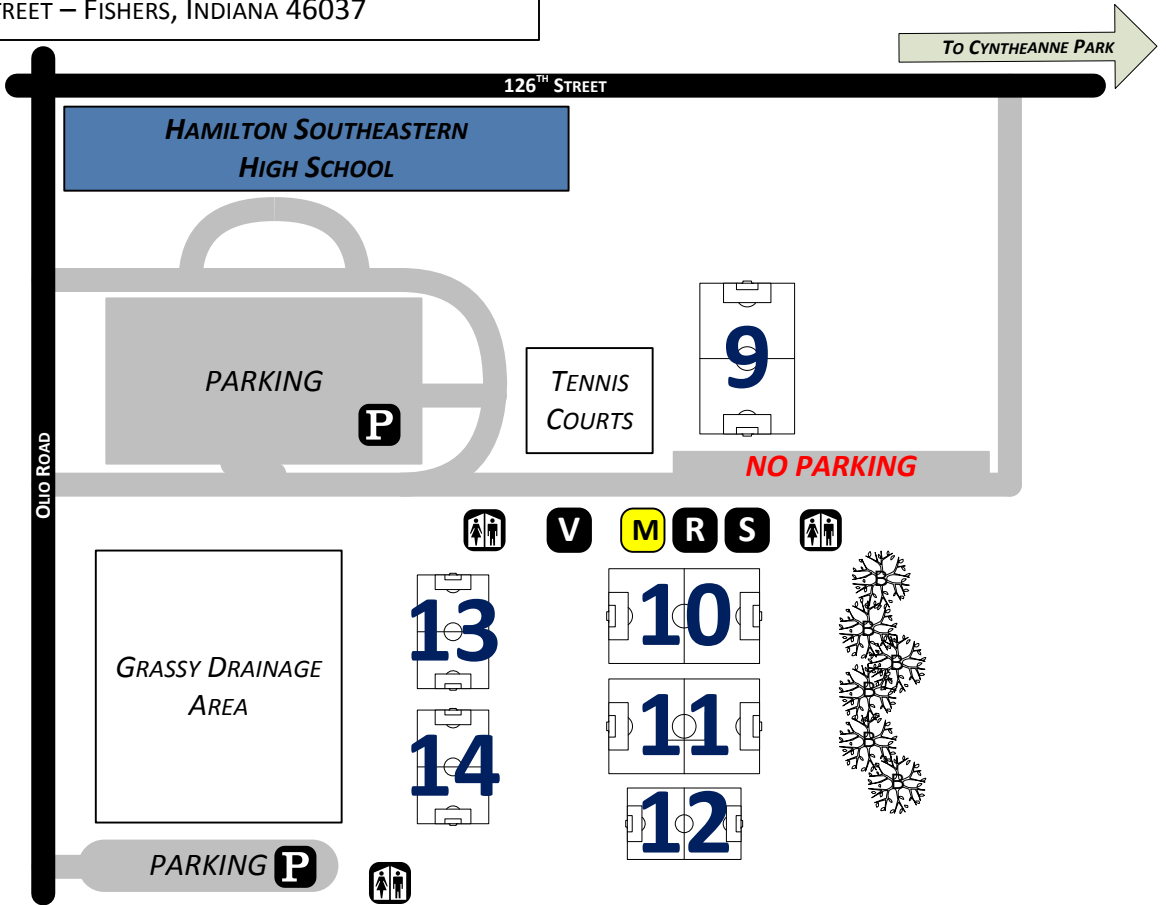 – FISHERS, INDIANA 46037
TO CYNTHEANNE PARK
126TH STREET
HAMILTON SOUTHEASTERN
HIGH SCHOOL
PARKING
P
TENNIS
COURTS
9
OLIO ROAD
NO PARKING
V
M
R
S
13
10
GRASSY DRAINAGE
AREA
11
14
12
PARKING P